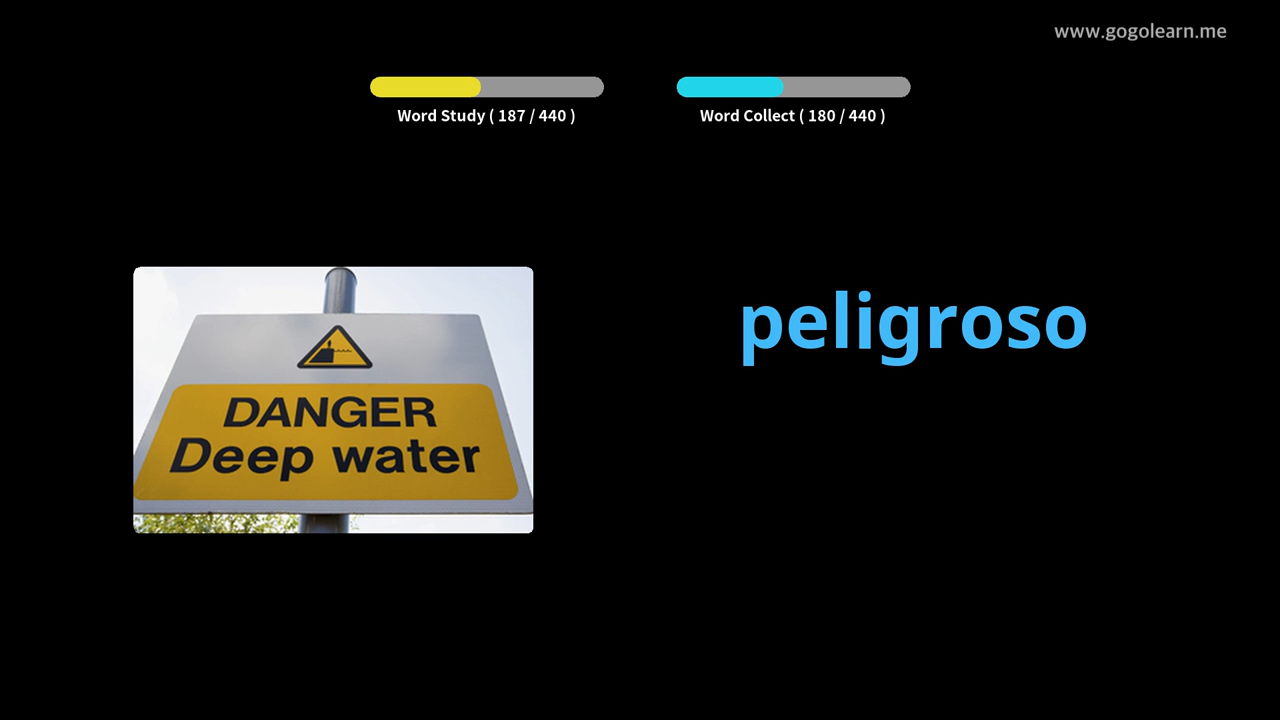 www.gogolearn.me
Word Study ( 187 / 440 )
Word Collect ( 180 / 440 )
DANGER
Deep water
peligroso